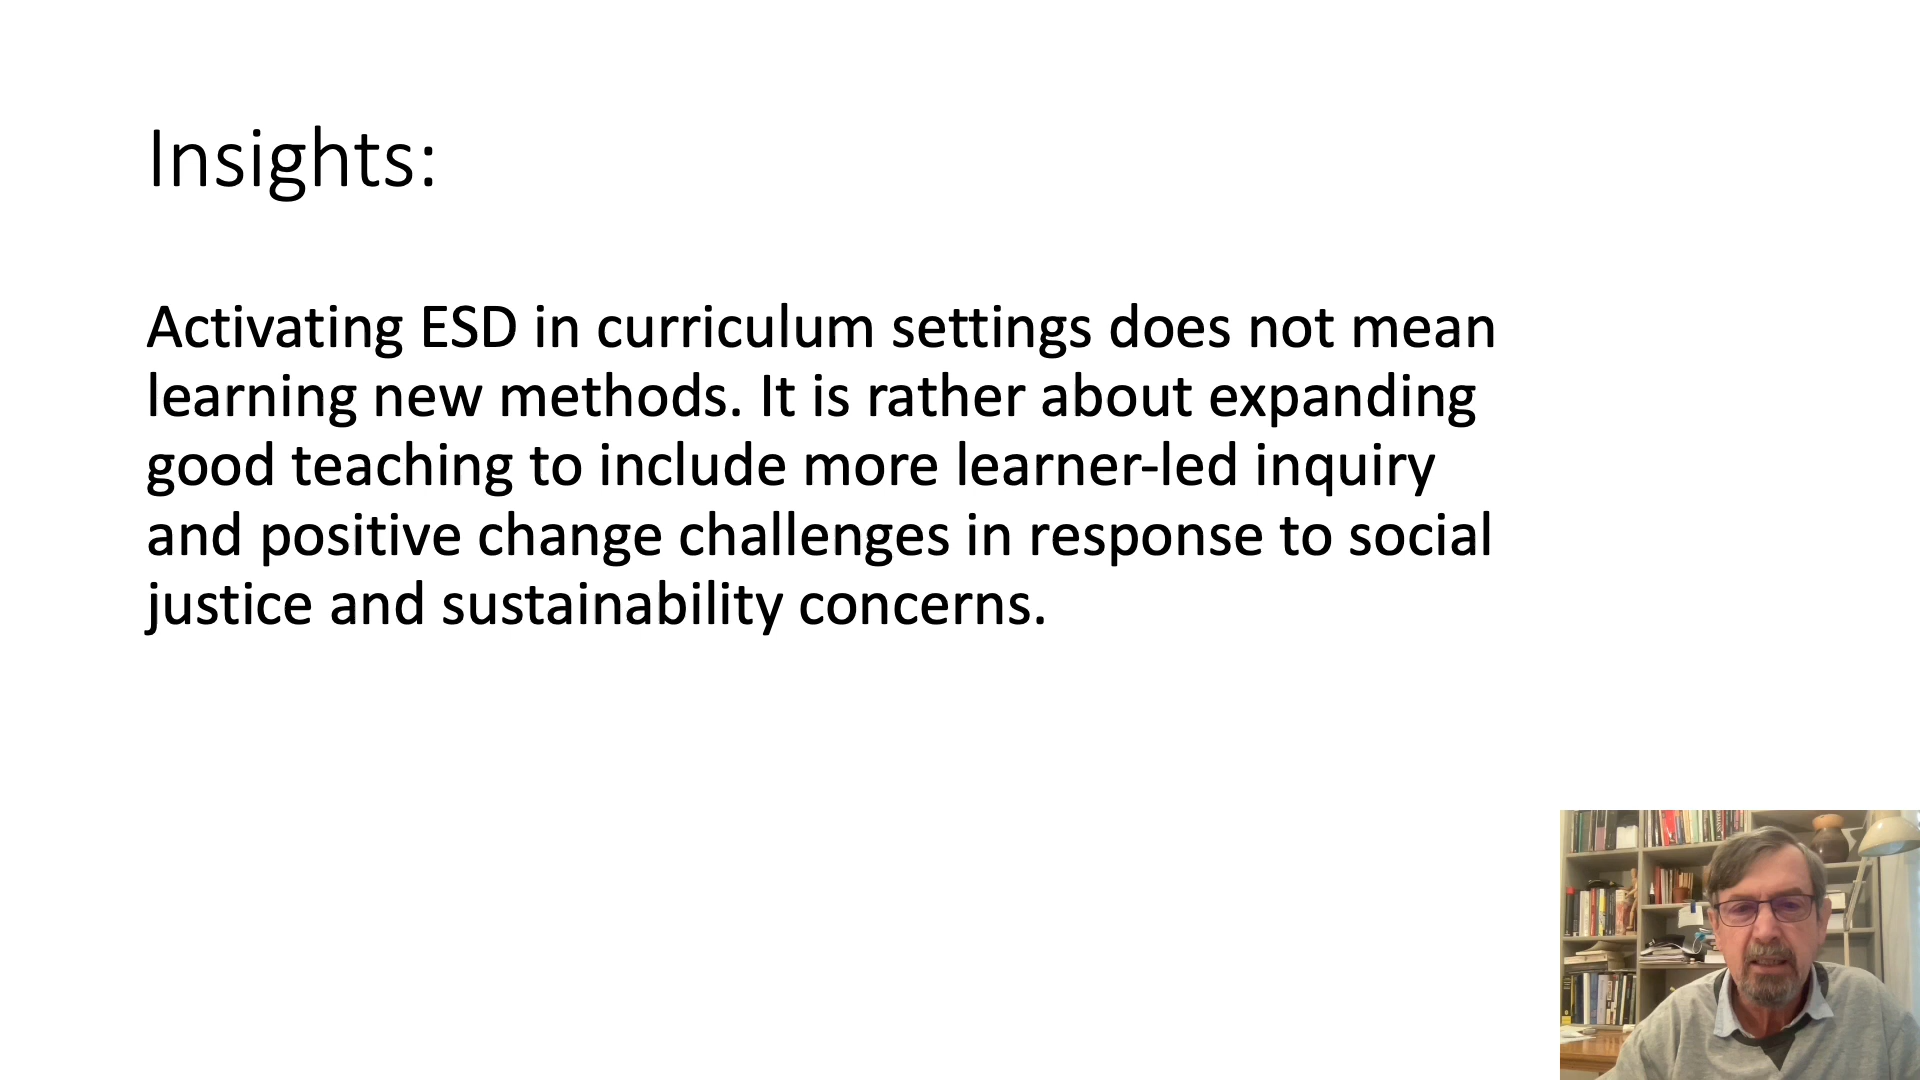 Insights:
Activating ESD in curriculum settings does not mean
learning new methods. It is rather about expanding
good teaching to include more learner-led inquiry
and positive change challenges in response to social
justice and sustainability concerns.